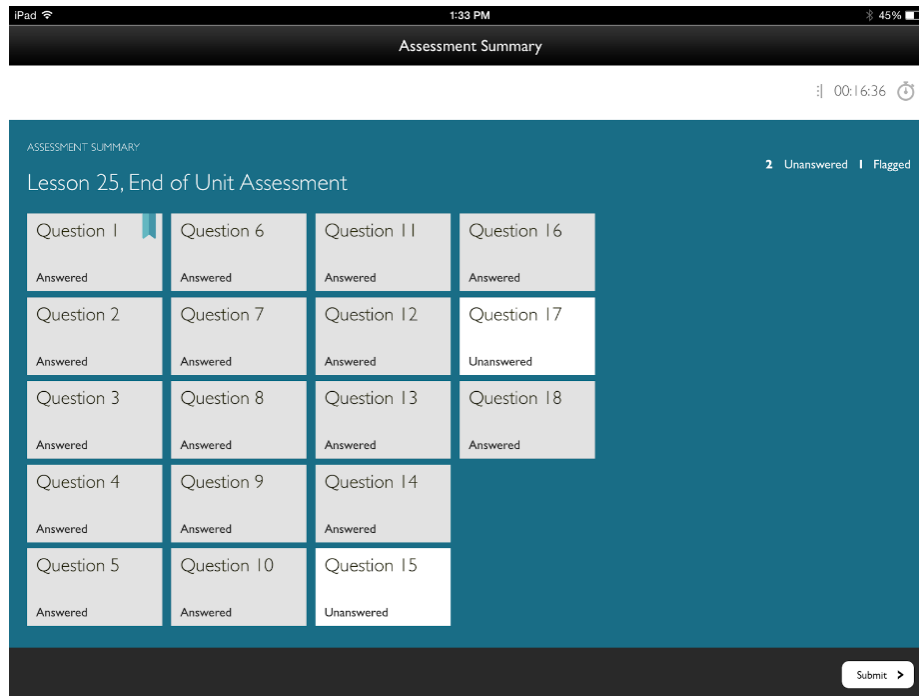 iPad 1:33 PM 45%
Assessment Summary
00:16:36
ASSESSMENT SUMMARY
2 Unanswered 1 Flagged
Lesson 25, End of Unit Assessment
Question 1
Answered
Question 2
Answered
Question 3
Answered
Question 4
Answered
Question 5
Answered
Question 6
Answered
Question 7
Answered
Question 8
Answered
Question 9
Answered
Question 10
Answered
Question 11
Answered
Question 12
Answered
Question 13
Answered
Question 14
Answered
Question 15
Unanswered
Question 16
Answered
Question 17
Unanswered
Question 18
Answered
Submit >